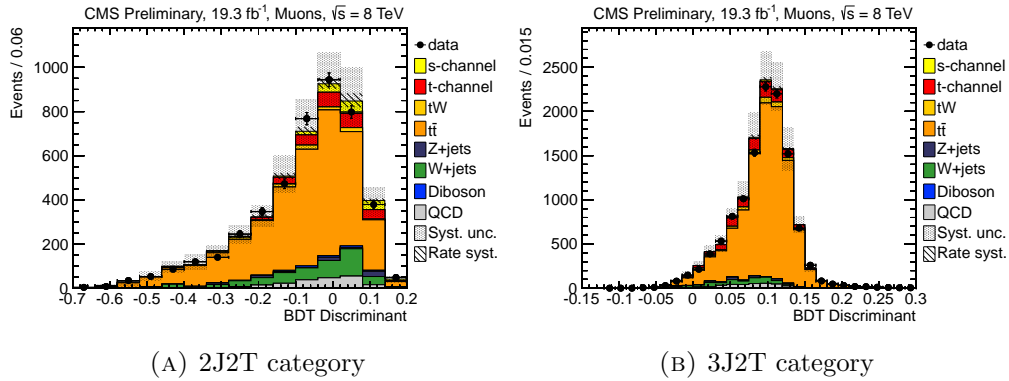 CMS Preliminary, 19.3 fb⁻¹, Muons, √s = 8 TeV
Events / 0.06
1000
800
600
400
200
0
-0.7 -0.6 -0.5 -0.4 -0.3 -0.2 -0.1 0 0.1 0.2
BDT Discriminant
data
s-channel
t-channel
tW
tt̄
Z+jets
W+jets
Diboson
QCD
Syst. unc.
Rate syst.
(A) 2J2T category
CMS Preliminary, 19.3 fb⁻¹, Muons, √s = 8 TeV
Events / 0.015
2500
2000
1500
1000
500
0
-0.15 -0.1 -0.05 0 0.05 0.1 0.15 0.2 0.25 0.3
BDT Discriminant
data
s-channel
t-channel
tW
tt̄
Z+jets
W+jets
Diboson
QCD
Syst. unc.
Rate syst.
(B) 3J2T category